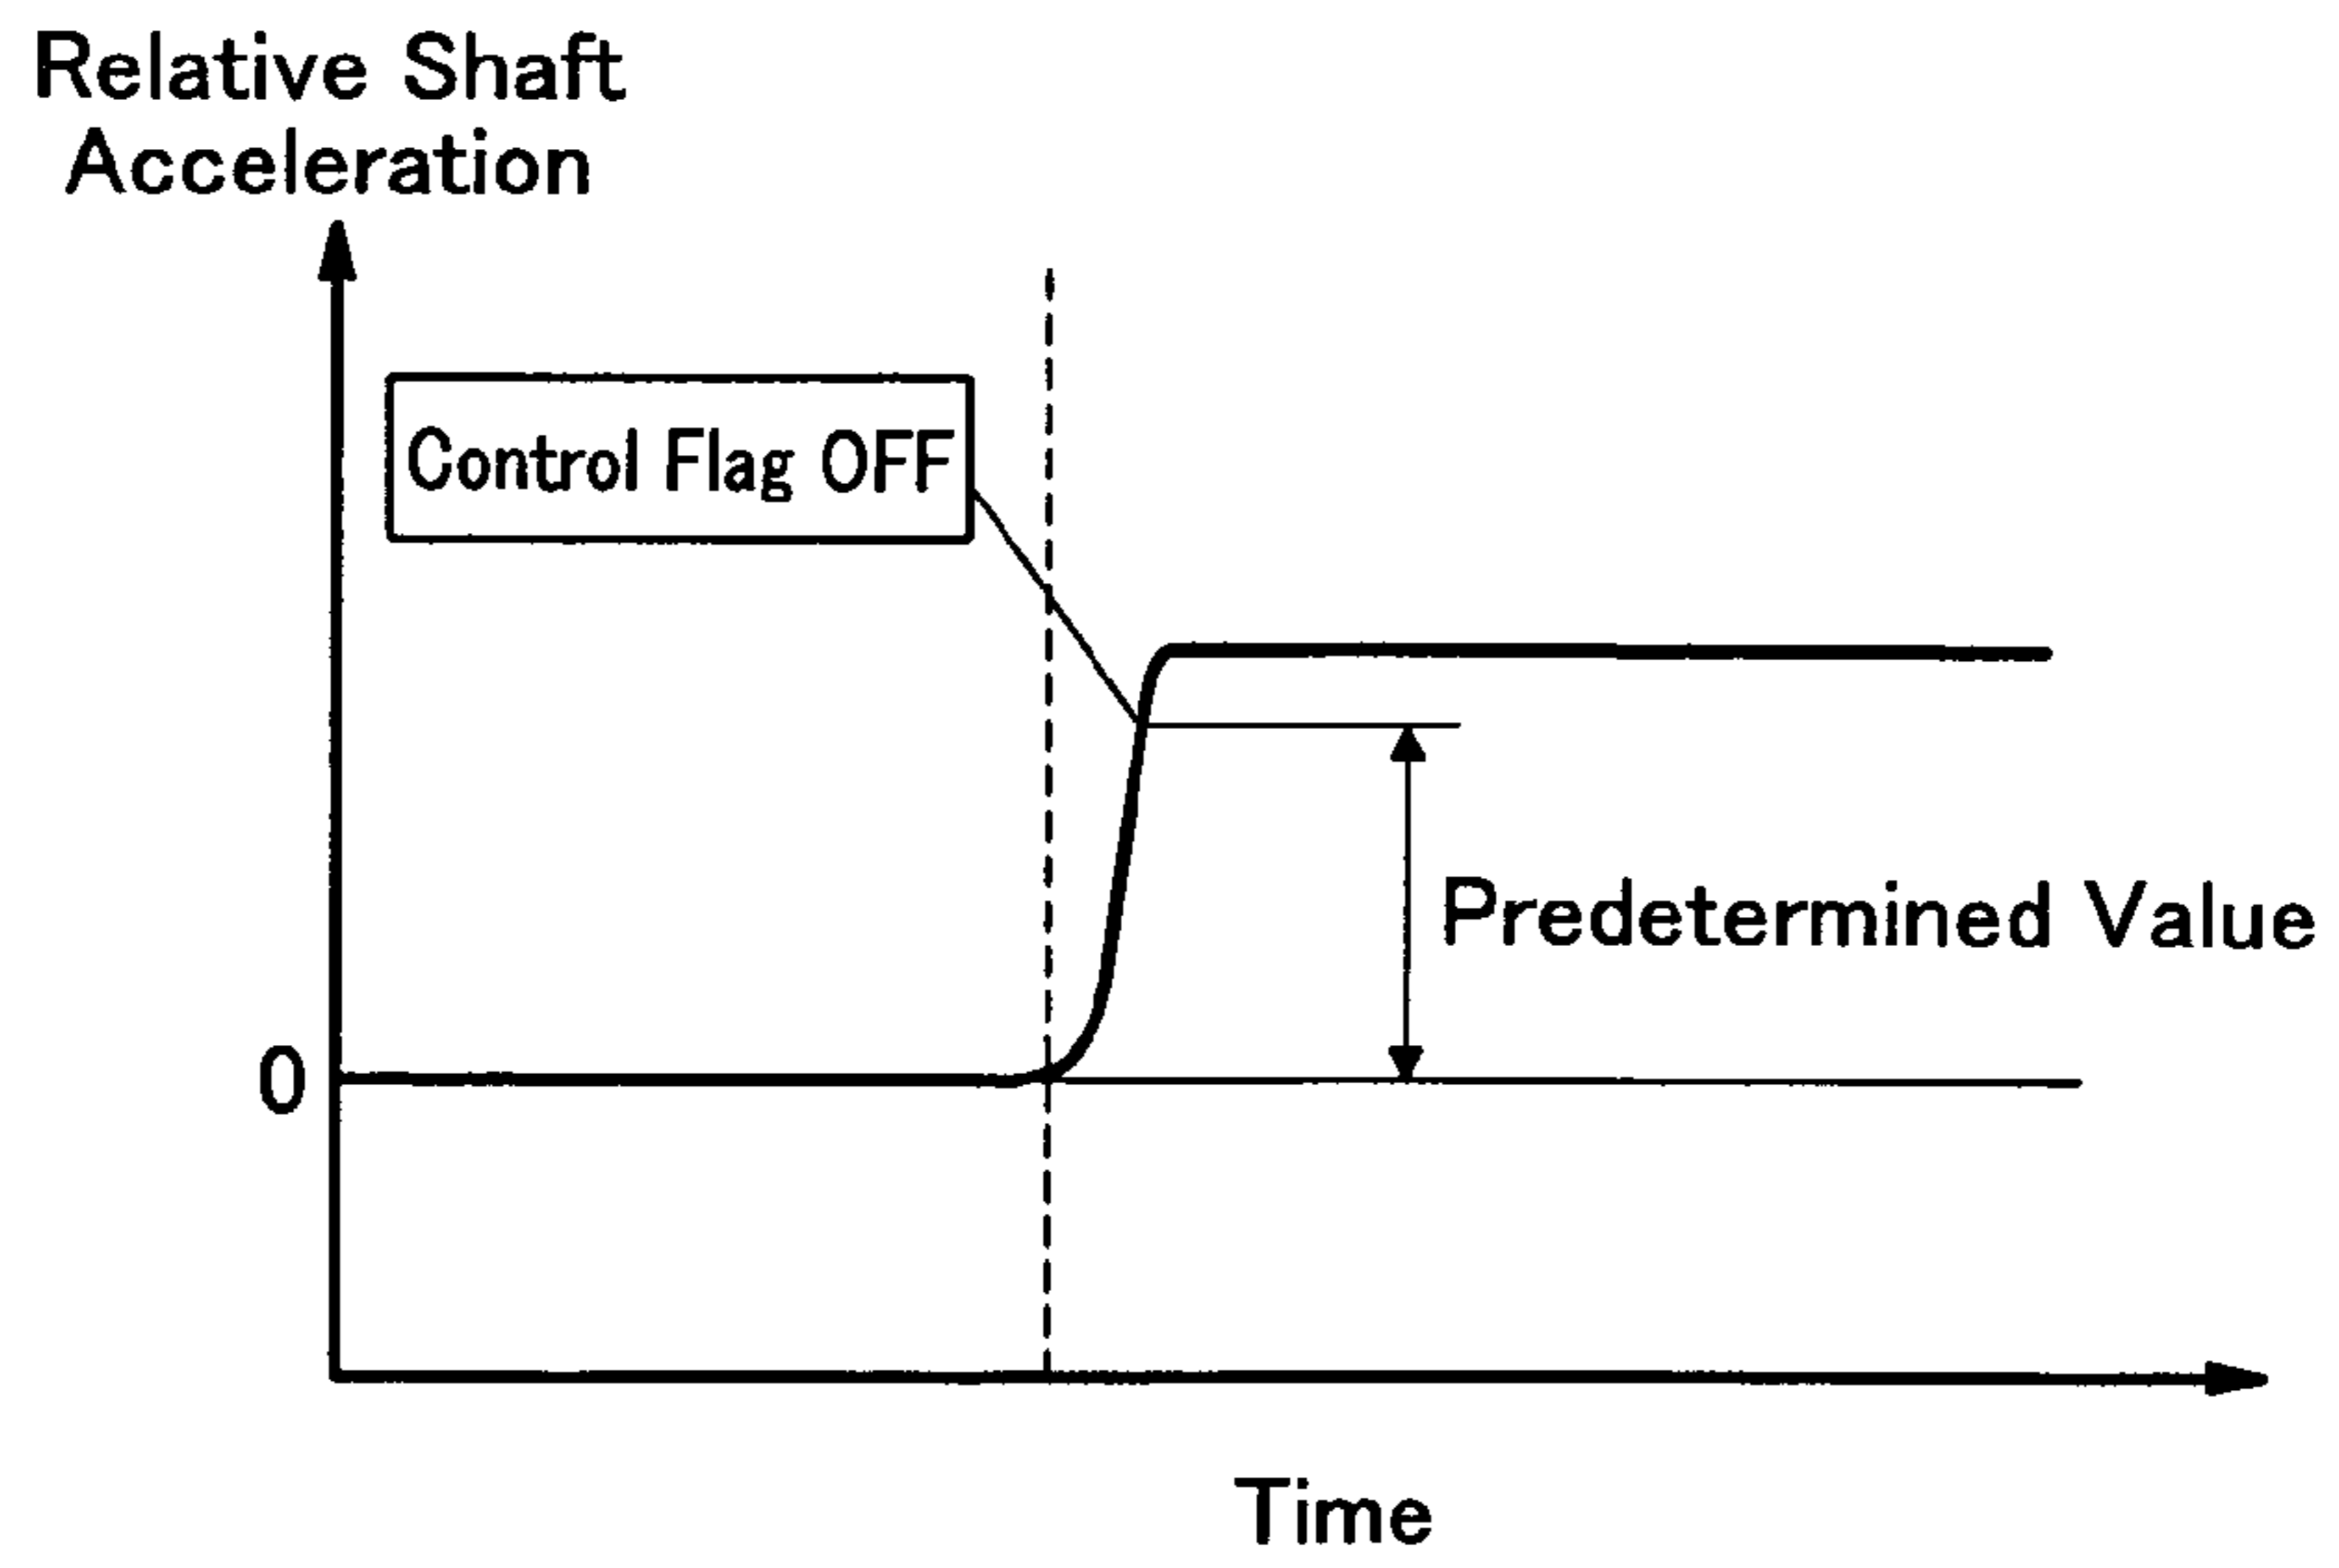 Relative Shaft
Acceleration
Control Flag OFF
Predetermined Value
0
Time